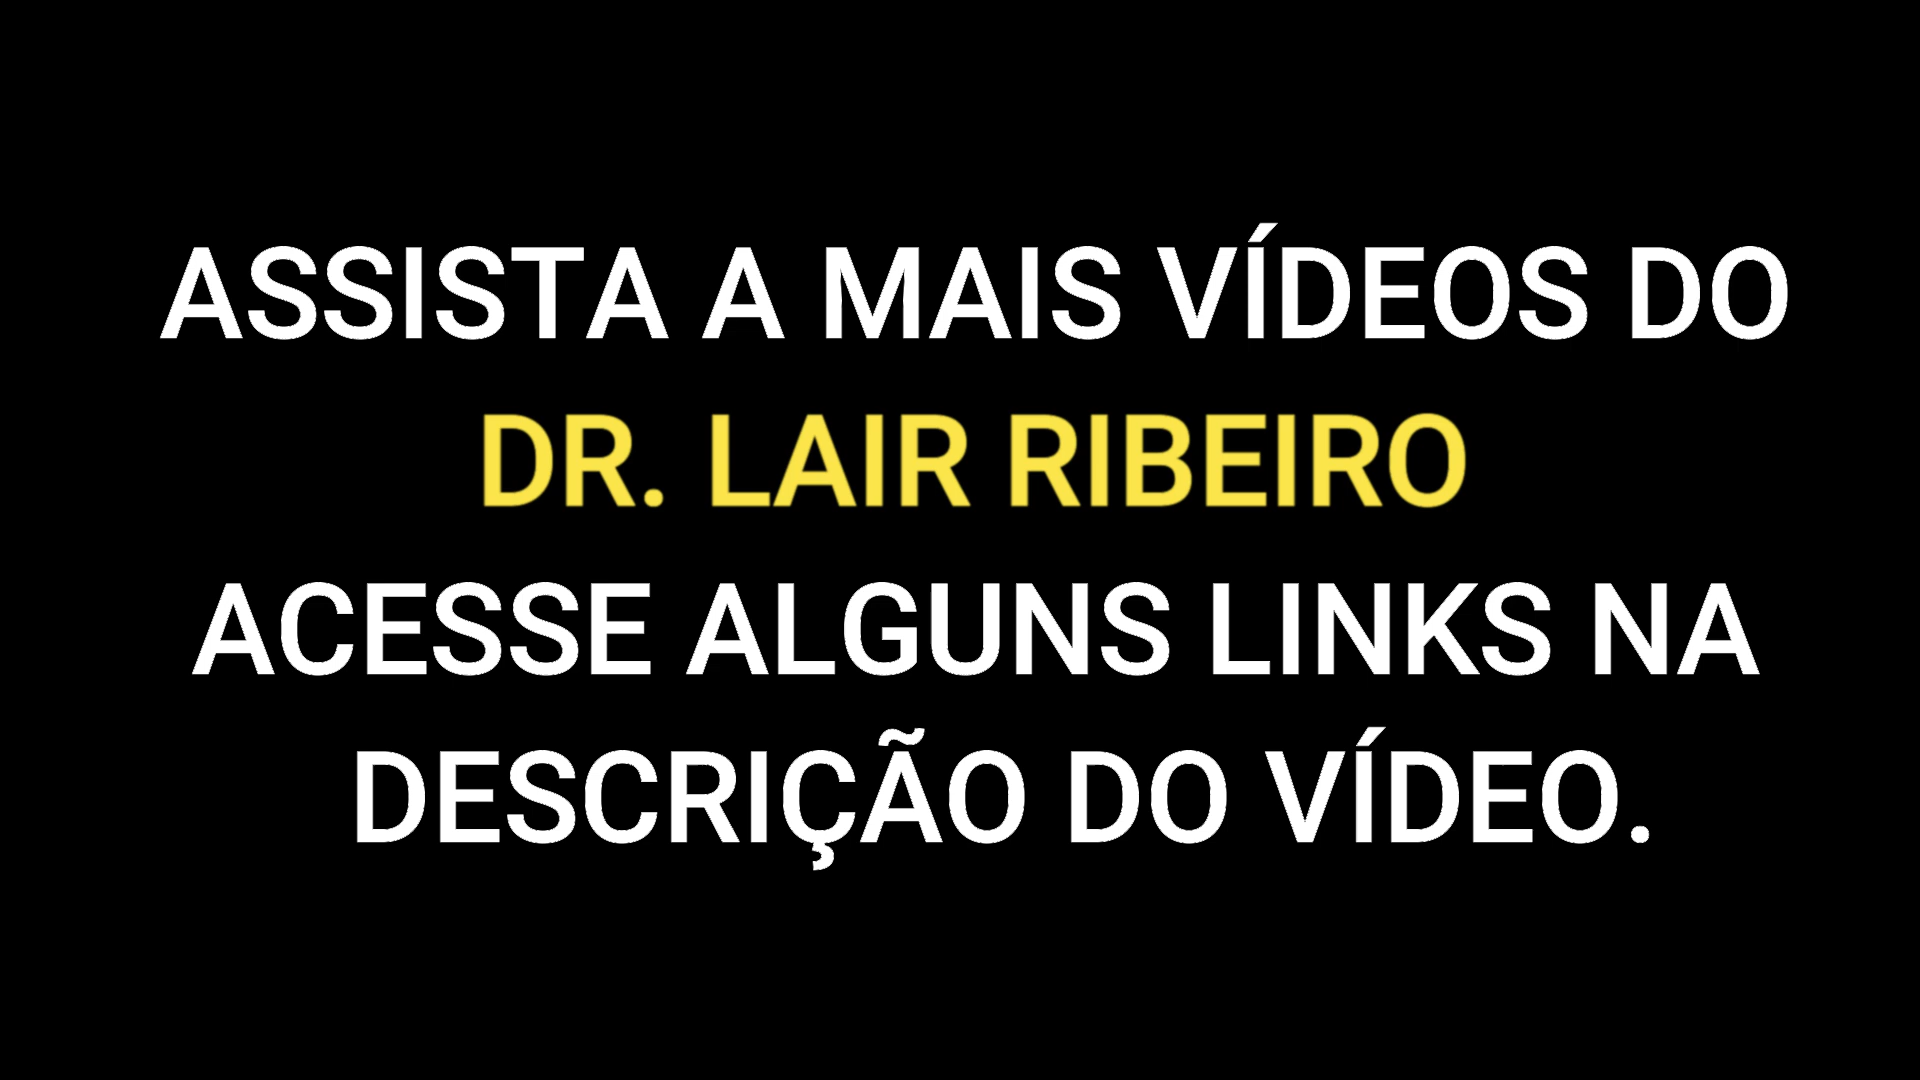 ASSISTA A MAIS VÍDEOS DO
DR. LAIR RIBEIRO
ACESSE ALGUNS LINKS NA
DESCRIÇÃO DO VÍDEO.